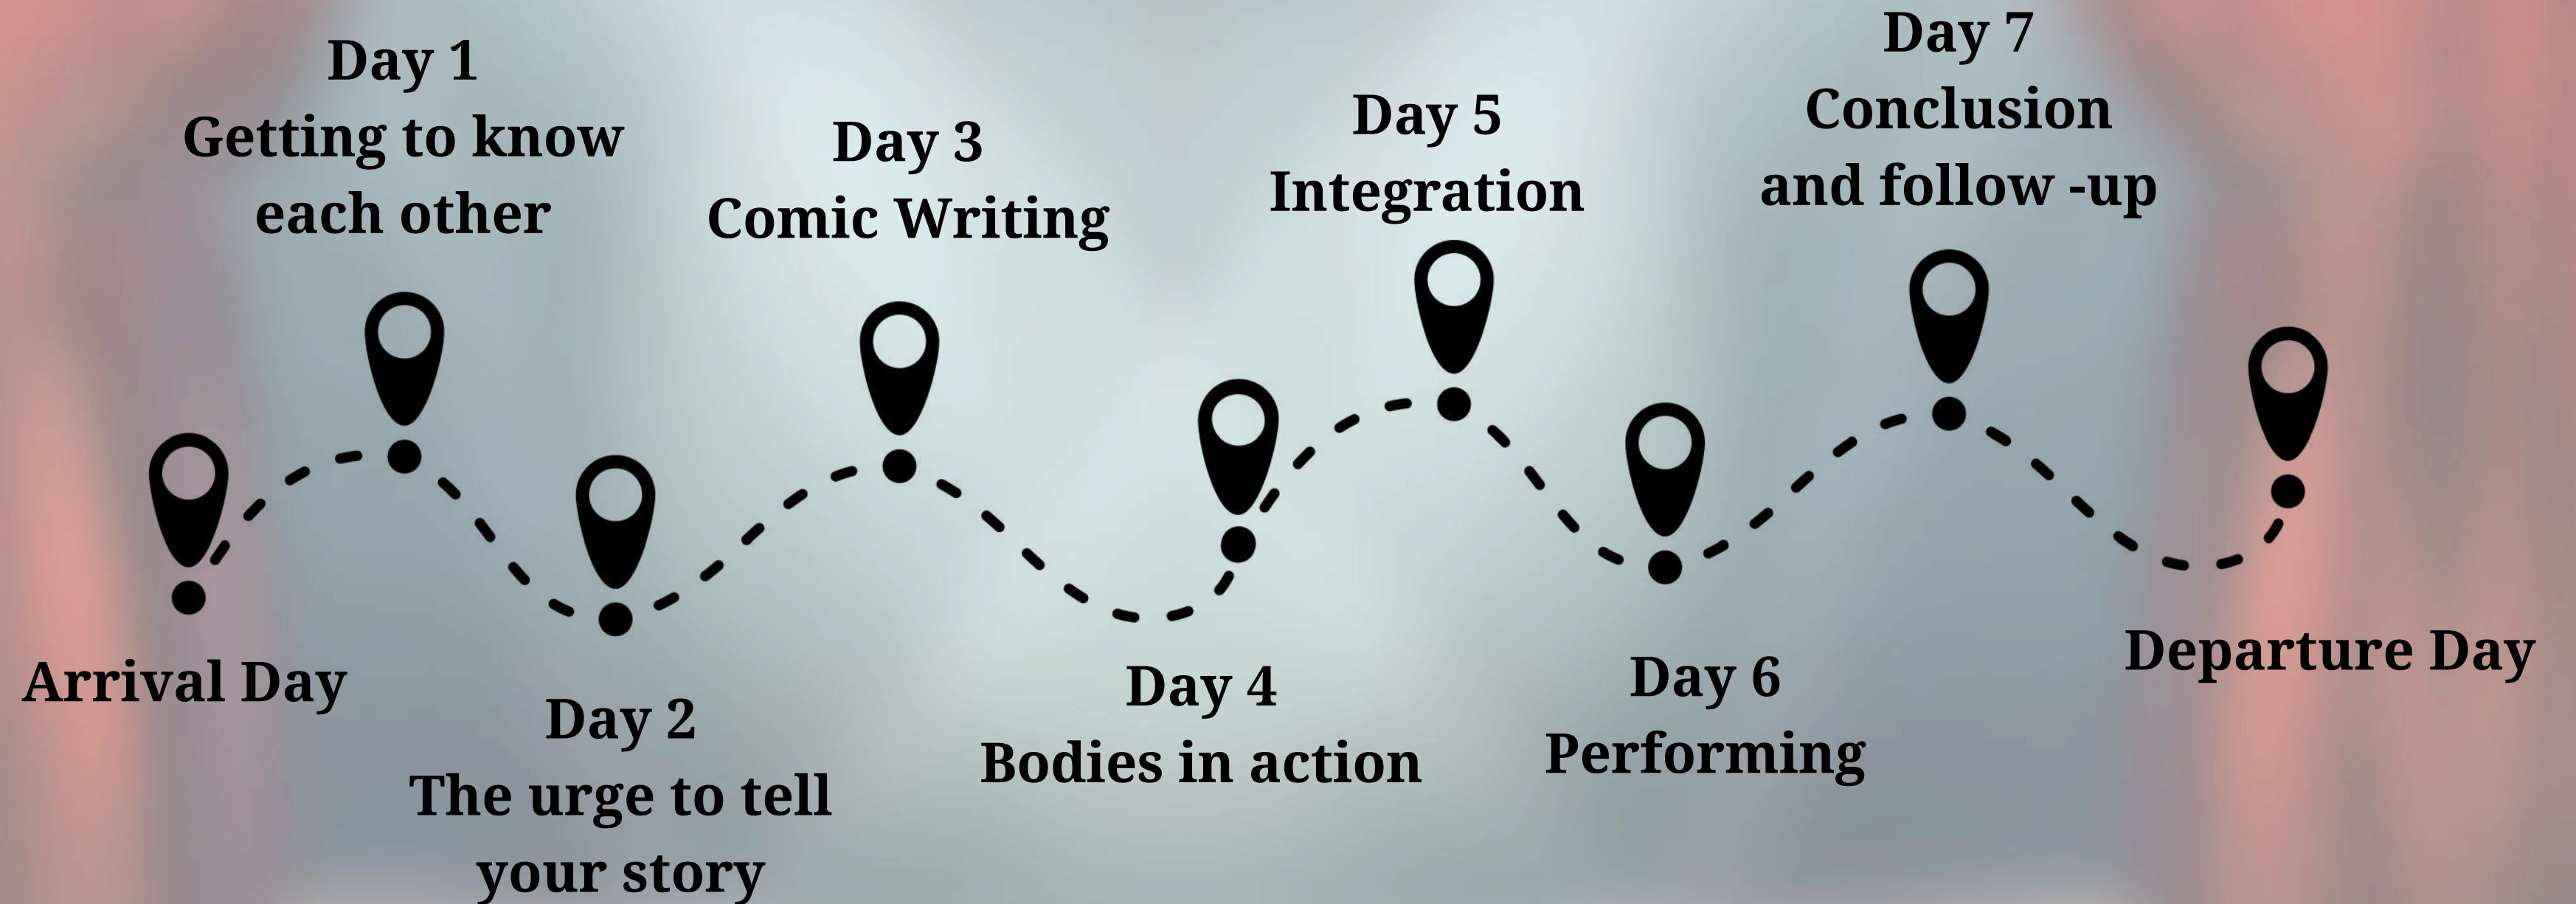 Arrival Day
Day 1
Getting to know
each other
Day 2
The urge to tell
your story
Day 3
Comic Writing
Day 4
Bodies in action
Day 5
Integration
Day 6
Performing
Day 7
Conclusion
and follow -up
Departure Day